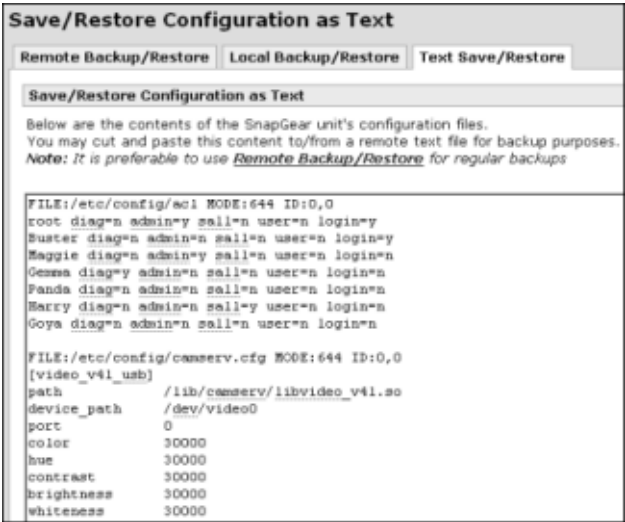 Save/Restore Configuration as Text
Remote Backup/Restore Local Backup/Restore Text Save/Restore
Save/Restore Configuration as Text
Below are the contents of the SnapGear unit's configuration files.
You may cut and paste this content to/from a remote text file for backup purposes.
Note: It is preferable to use Remote Backup/Restore for regular backups
FILE:/etc/config/acl MODE:644 ID:0,0
root diag=n admin=y sall=n user=n login=y
Buster diag=n admin=n sall=n user=n login=y
Maggie diag=n admin=y sall=n user=n login=n
Gemma diag=y admin=n sall=n user=n login=n
Panda diag=n admin=n sall=n user=n login=n
Harry diag=n admin=n sall=y user=n login=n
Goya diag=n admin=n sall=n user=n login=n
FILE:/etc/config/camserv.cfg MODE:644 ID:0,0
[video_v4l_usb]
path /lib/camserv/libvideo_v4l.so
device_path /dev/video0
port 0
color 30000
hue 30000
contrast 30000
brightness 30000
whiteness 30000